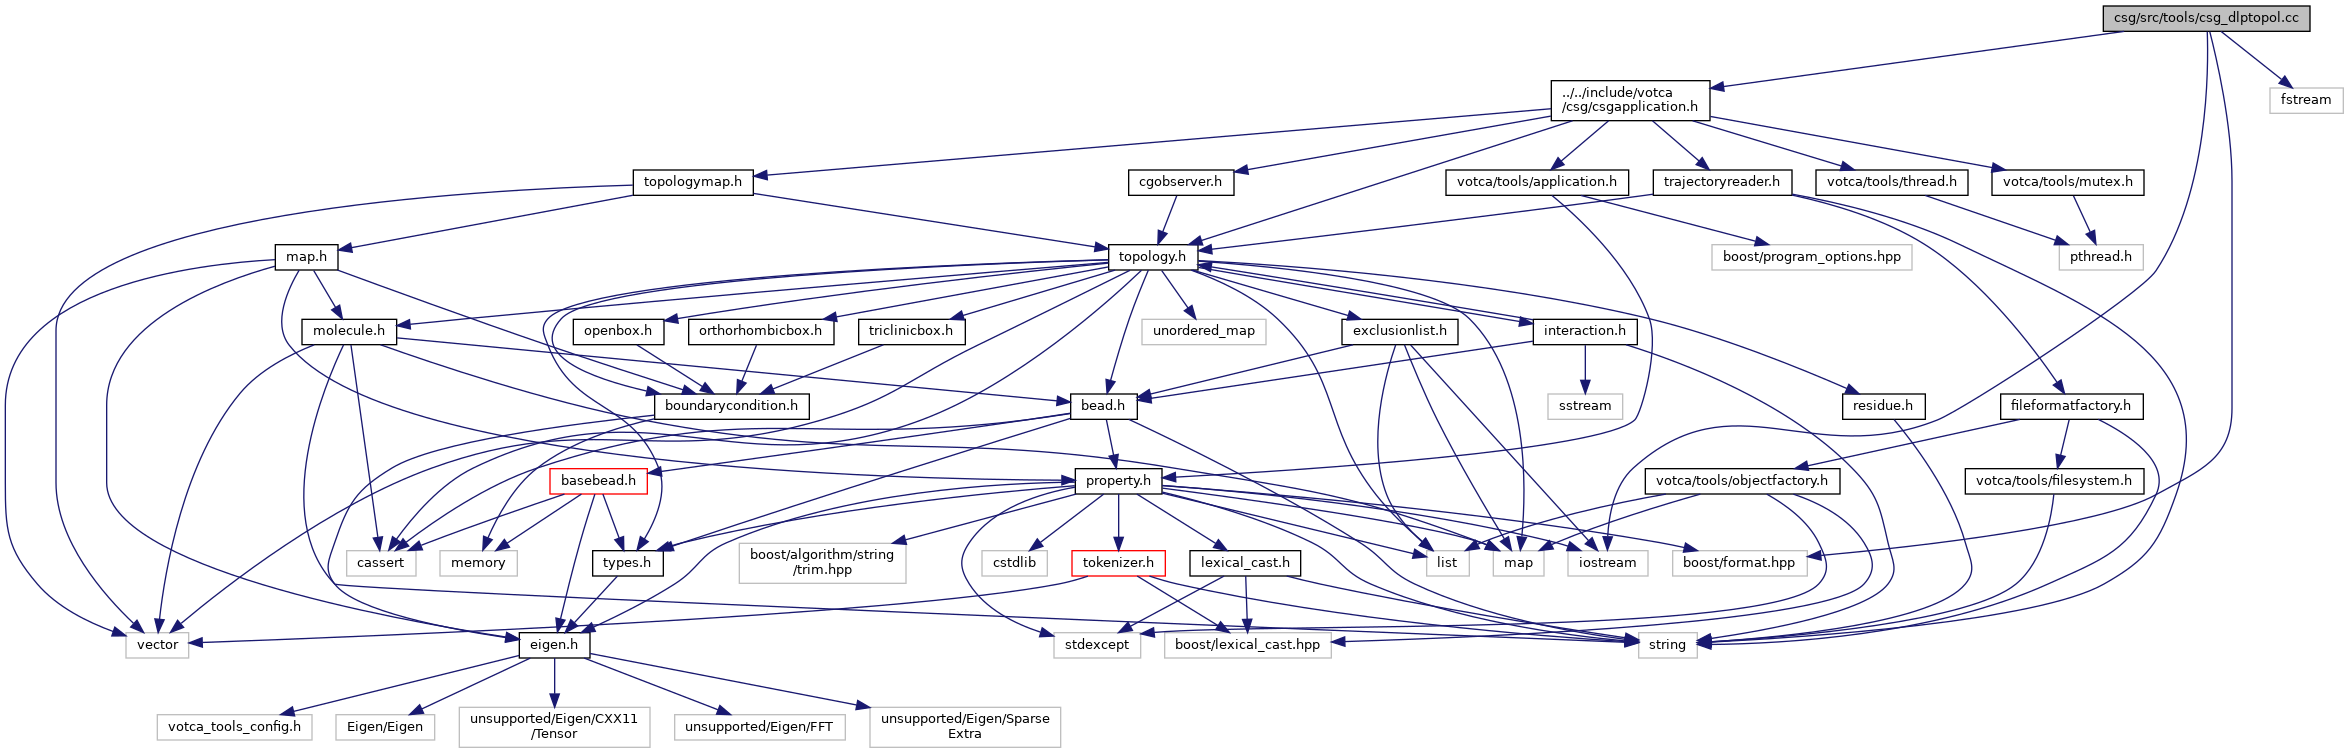 csg/src/tools/csg_dlptopol.cc
../../include/votca
/csg/csgapplication.h
fstream
topologymap.h
cgobserver.h
votca/tools/application.h
trajectoryreader.h
votca/tools/thread.h
votca/tools/mutex.h
map.h
topology.h
boost/program_options.hpp
pthread.h
molecule.h
openbox.h
orthorhombicbox.h
triclinicbox.h
unordered_map
exclusionlist.h
interaction.h
boundarycondition.h
bead.h
sstream
residue.h
fileformatfactory.h
basebead.h
property.h
votca/tools/objectfactory.h
votca/tools/filesystem.h
cassert
memory
types.h
boost/algorithm/string
/trim.hpp
cstdlib
tokenizer.h
lexical_cast.h
list
map
iostream
boost/format.hpp
vector
eigen.h
stdexcept
boost/lexical_cast.hpp
string
votca_tools_config.h
Eigen/Eigen
unsupported/Eigen/CXX11
/Tensor
unsupported/Eigen/FFT
unsupported/Eigen/Sparse
Extra